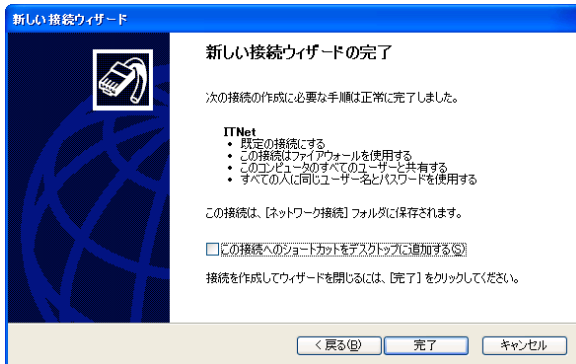 新しい接続ウィザード
新しい接続ウィザードの完了
次の接続の作成に必要な手順は正常に完了しました。
ITNet
• 既定の接続にする
• この接続はファイアウォールを使用する
• このコンピュータのすべてのユーザーと共有する
• すべての人に同じユーザー名とパスワードを使用する
この接続は、[ネットワーク接続] フォルダに保存されます。
この接続へのショートカットをデスクトップに追加する(S)
接続を作成してウィザードを閉じるには、[完了] をクリックしてください。
< 戻る(B) 完了 キャンセル